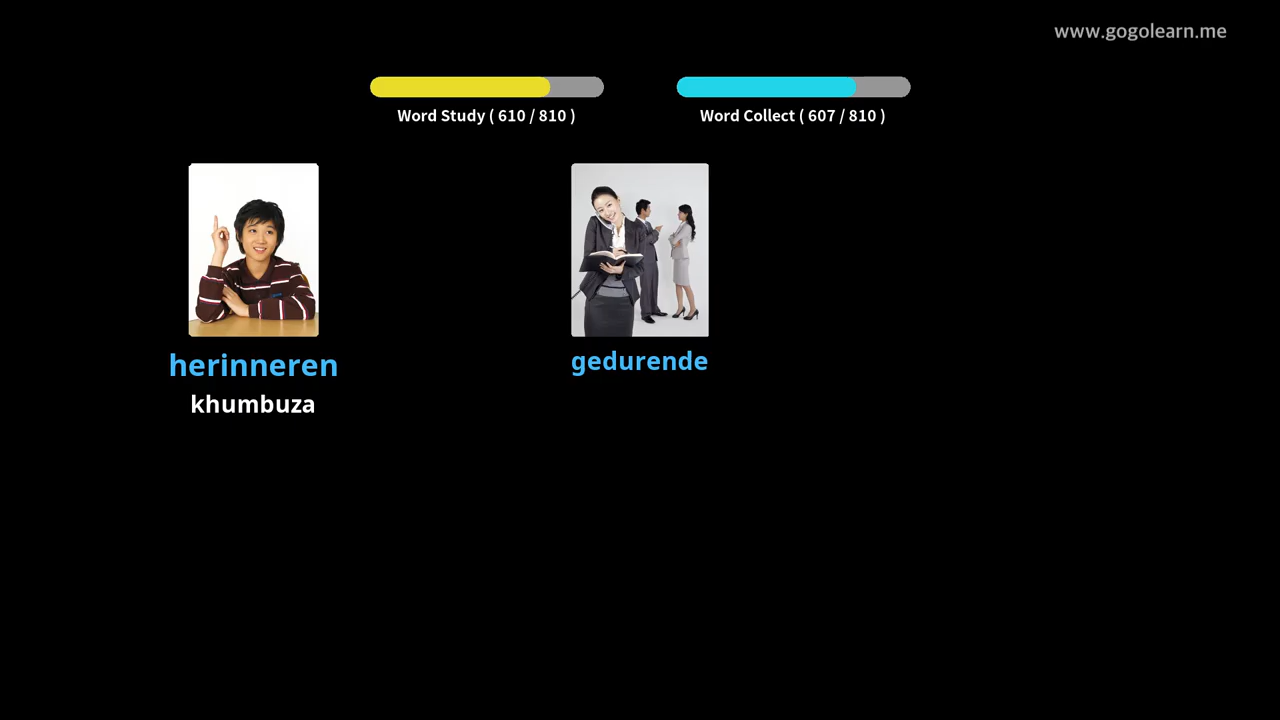 www.gogolearn.me
Word Study ( 610 / 810 )
Word Collect ( 607 / 810 )
herinneren
khumbuza
gedurende